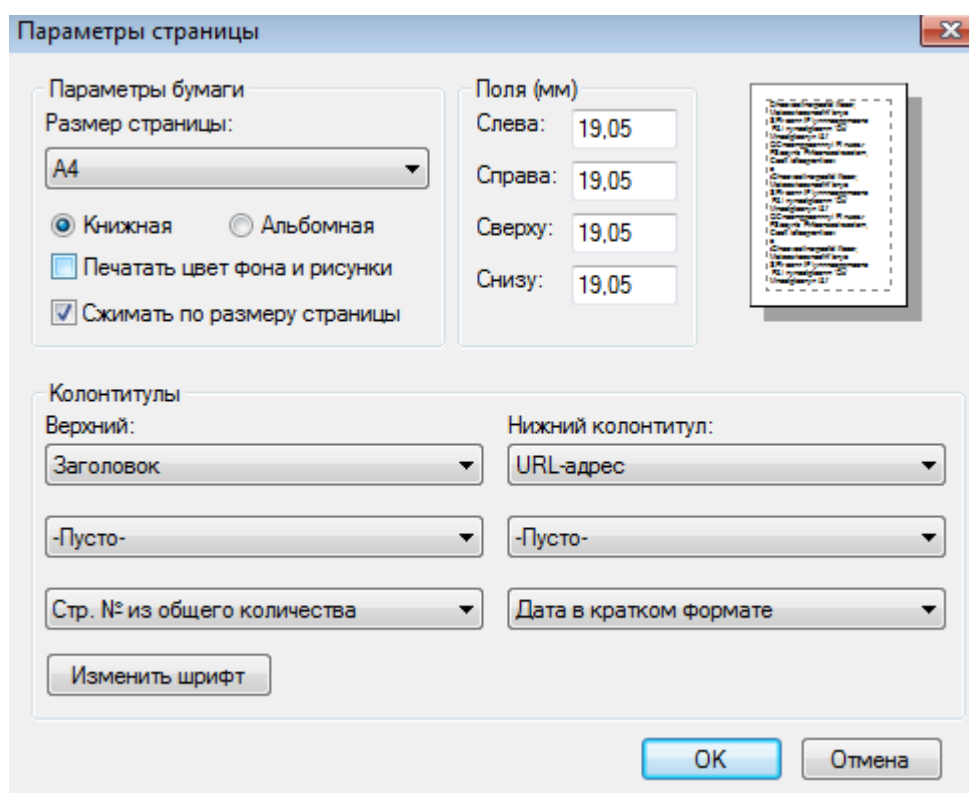 Параметры страницы
Параметры бумаги
Размер страницы:
A4
Книжная
Альбомная
Печатать цвет фона и рисунки
Сжимать по размеру страницы
Поля (мм)
Слева: 19,05
Справа: 19,05
Сверху: 19,05
Снизу: 19,05
Колонтитулы
Верхний:
Заголовок
-Пусто-
Стр. № из общего количества
Изменить шрифт
Нижний колонтитул:
URL-адрес
-Пусто-
Дата в кратком формате
OK
Отмена